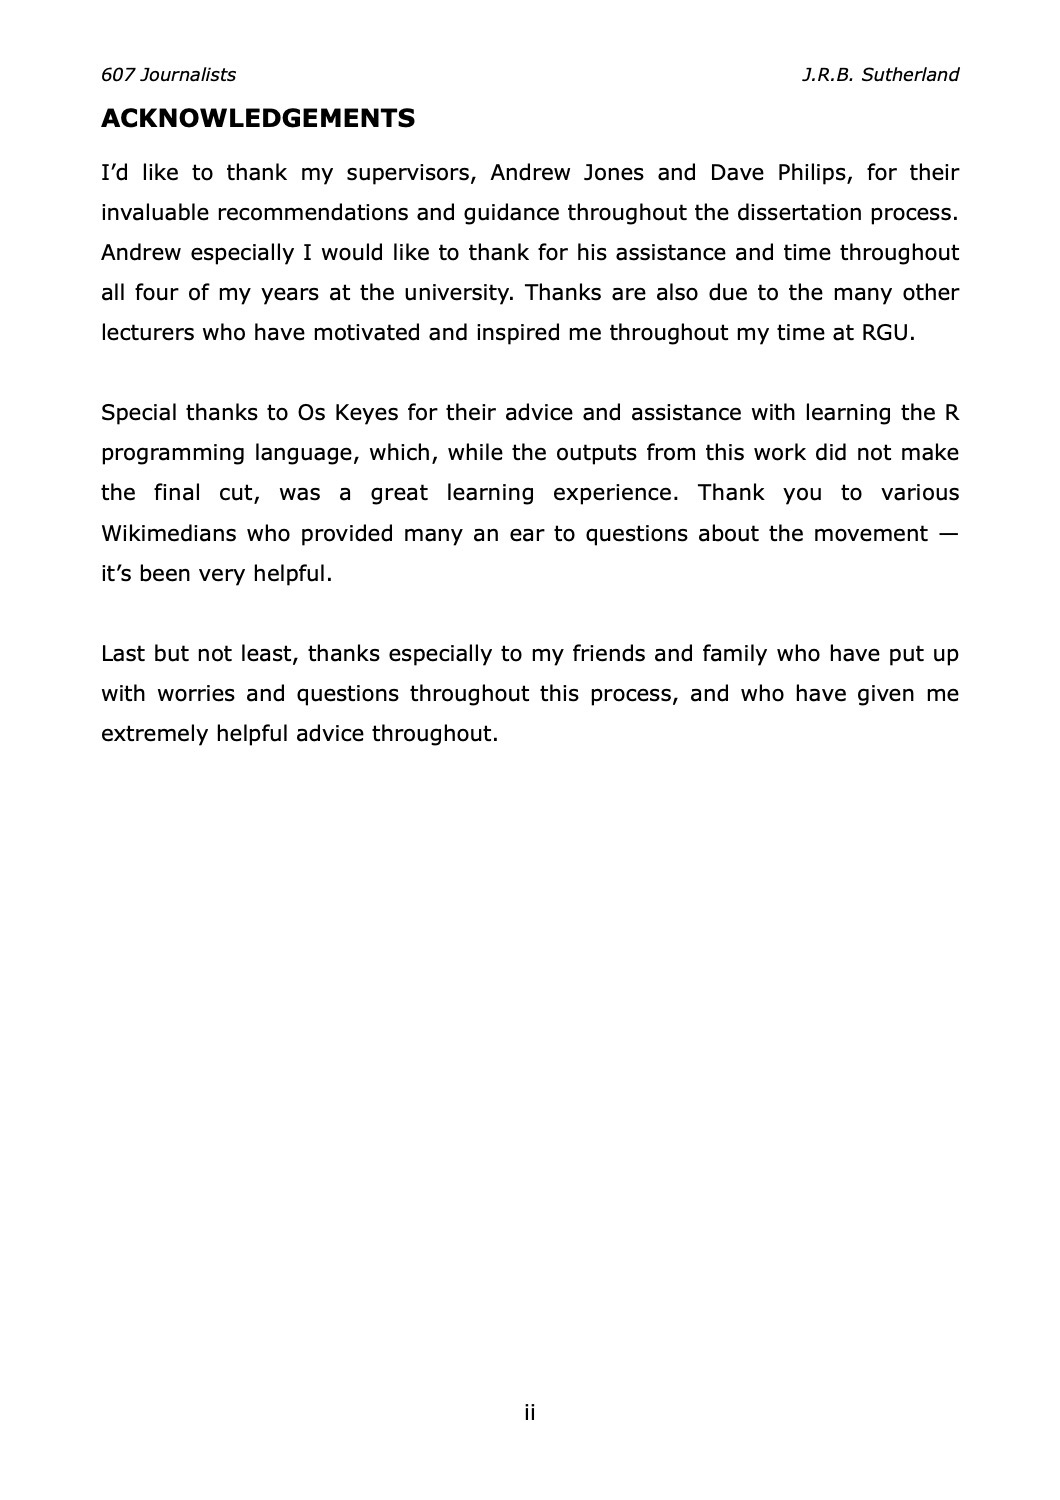 607 Journalists J.R.B. Sutherland
ACKNOWLEDGEMENTS
I’d like to thank my supervisors, Andrew Jones and Dave Philips, for their
invaluable recommendations and guidance throughout the dissertation process.
Andrew especially I would like to thank for his assistance and time throughout
all four of my years at the university. Thanks are also due to the many other
lecturers who have motivated and inspired me throughout my time at RGU.
Special thanks to Os Keyes for their advice and assistance with learning the R
programming language, which, while the outputs from this work did not make
the final cut, was a great learning experience. Thank you to various
Wikimedians who provided many an ear to questions about the movement —
it’s been very helpful.
Last but not least, thanks especially to my friends and family who have put up
with worries and questions throughout this process, and who have given me
extremely helpful advice throughout.
ii